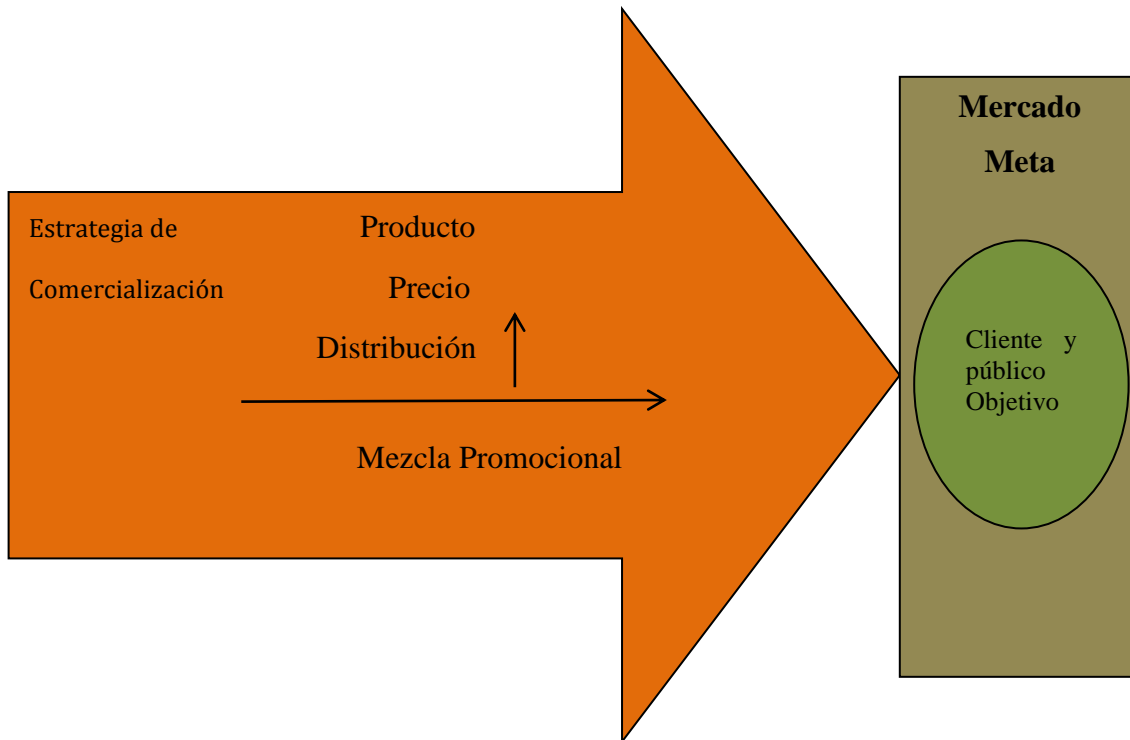 Mercado
Meta
Estrategia de
Comercialización
Producto
Precio
Distribución
Mezcla Promocional
Cliente y
público
Objetivo